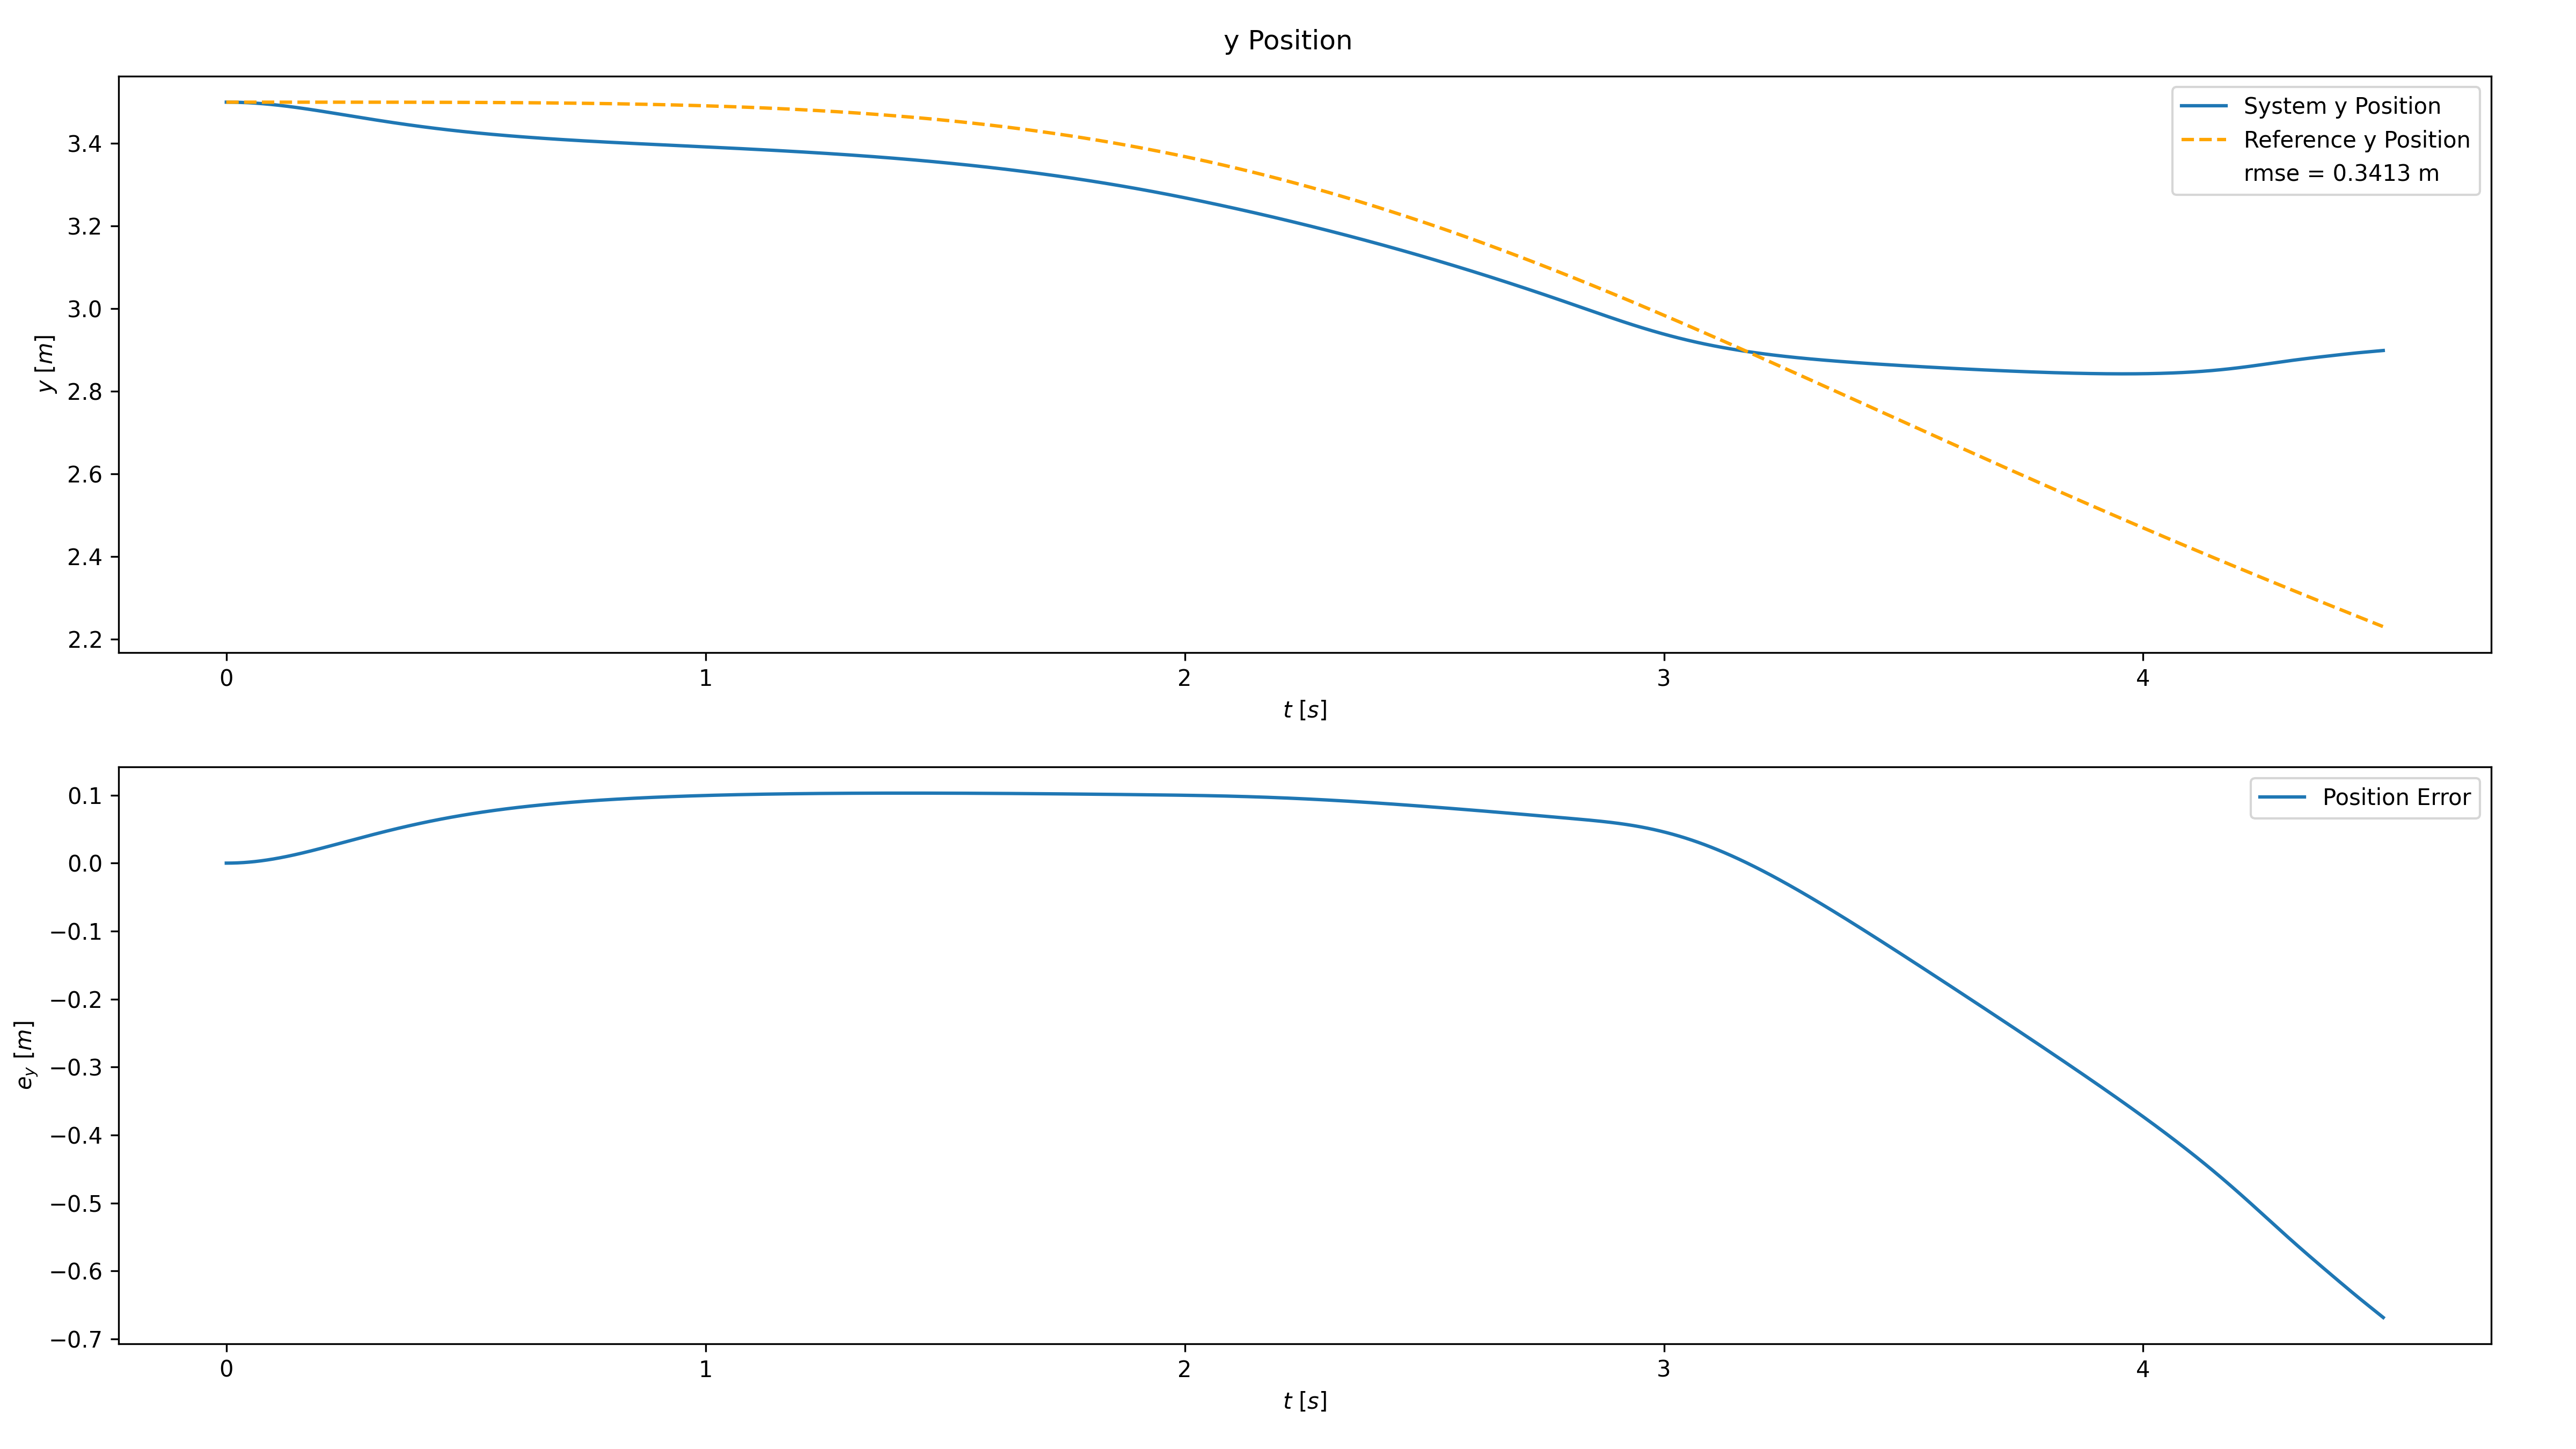 y Position
System y Position
Reference y Position
rmse = 0.3413 m
3.4
3.2
3.0
2.8
2.6
2.4
2.2
y [m]
0 1 2 3 4
t [s]
Position Error
0.1
0.0
−0.1
−0.2
−0.3
−0.4
−0.5
−0.6
−0.7
e_y [m]
0 1 2 3 4
t [s]